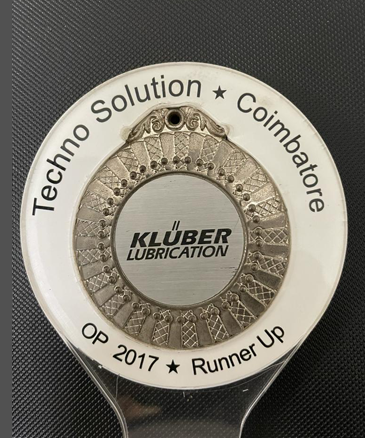 Techno Solution ★ Coimbatore
KLÜBER
LUBRICATION
OP 2017 ★ Runner Up